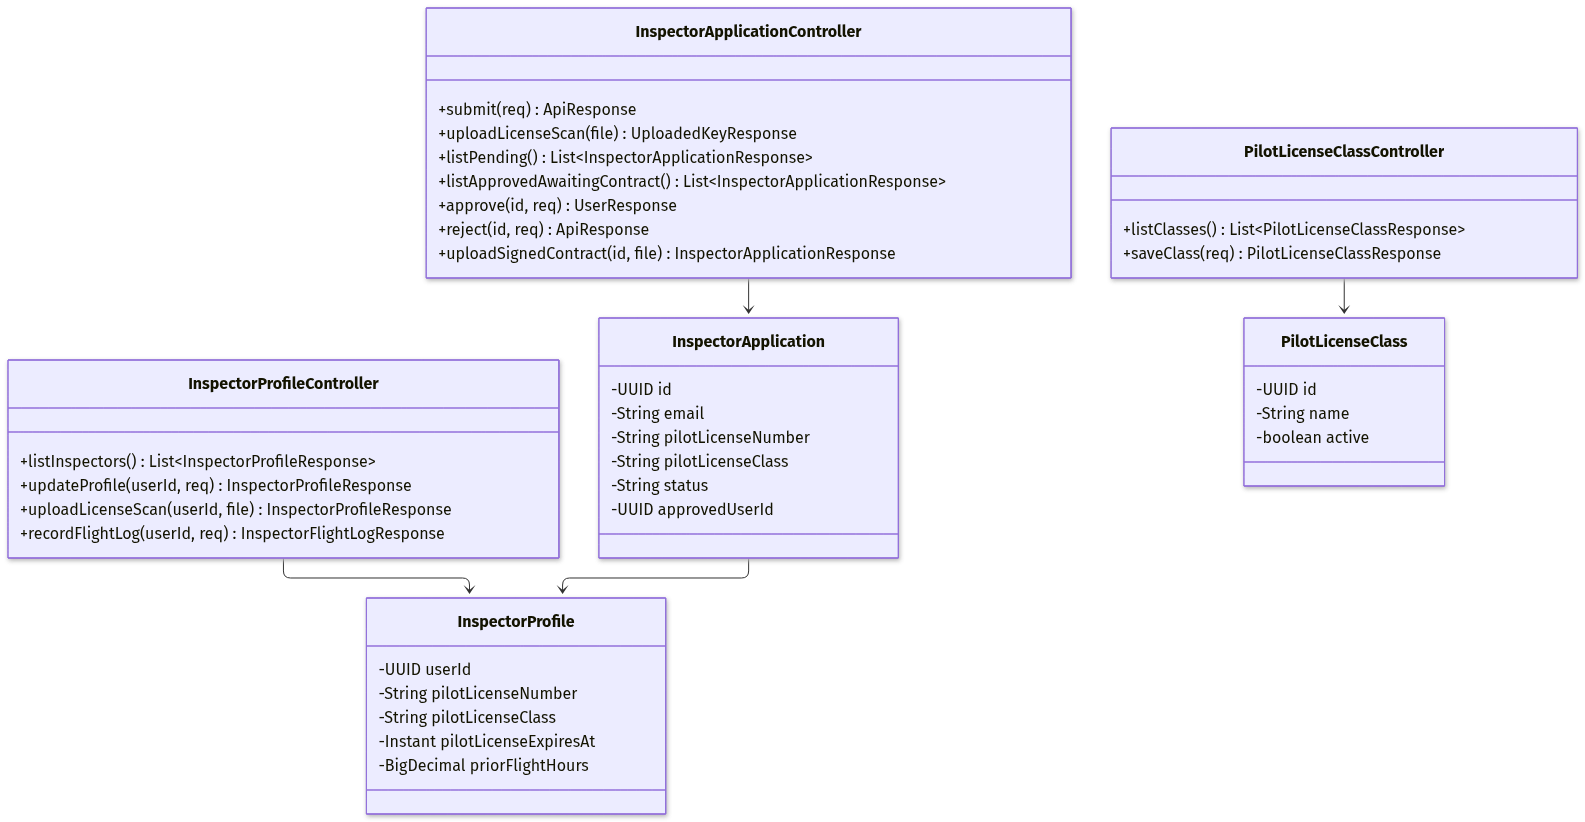 InspectorApplicationController
+submit(req) : ApiResponse
+uploadLicenseScan(file) : UploadedKeyResponse
+listPending() : List<InspectorApplicationResponse>
+listApprovedAwaitingContract() : List<InspectorApplicationResponse>
+approve(id, req) : UserResponse
+reject(id, req) : ApiResponse
+uploadSignedContract(id, file) : InspectorApplicationResponse
PilotLicenseClassController
+listClasses() : List<PilotLicenseClassResponse>
+saveClass(req) : PilotLicenseClassResponse
InspectorProfileController
+listInspectors() : List<InspectorProfileResponse>
+updateProfile(userId, req) : InspectorProfileResponse
+uploadLicenseScan(userId, file) : InspectorProfileResponse
+recordFlightLog(userId, req) : InspectorFlightLogResponse
InspectorApplication
-UUID id
-String email
-String pilotLicenseNumber
-String pilotLicenseClass
-String status
-UUID approvedUserId
PilotLicenseClass
-UUID id
-String name
-boolean active
InspectorProfile
-UUID userId
-String pilotLicenseNumber
-String pilotLicenseClass
-Instant pilotLicenseExpiresAt
-BigDecimal priorFlightHours